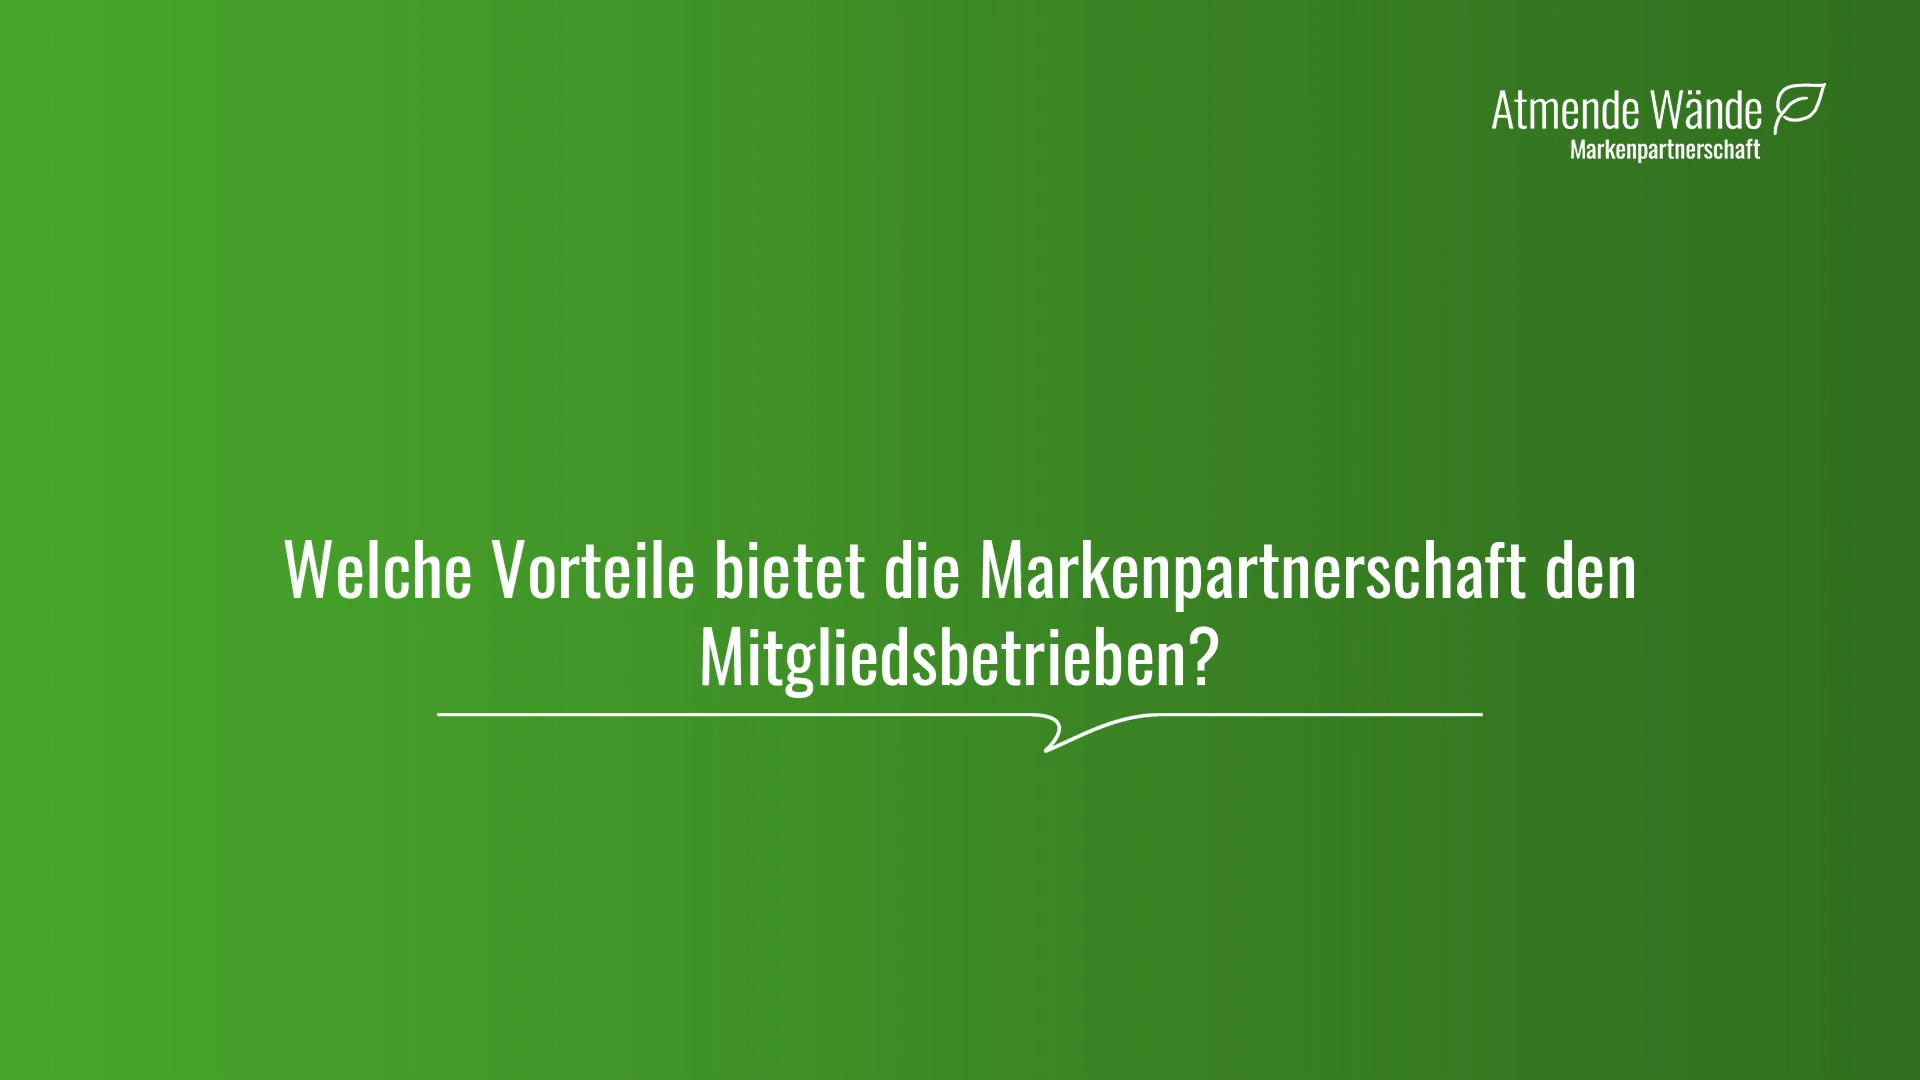 Atmende Wände
Markenpartnerschaft
Welche Vorteile bietet die Markenpartnerschaft den
Mitgliedsbetrieben?